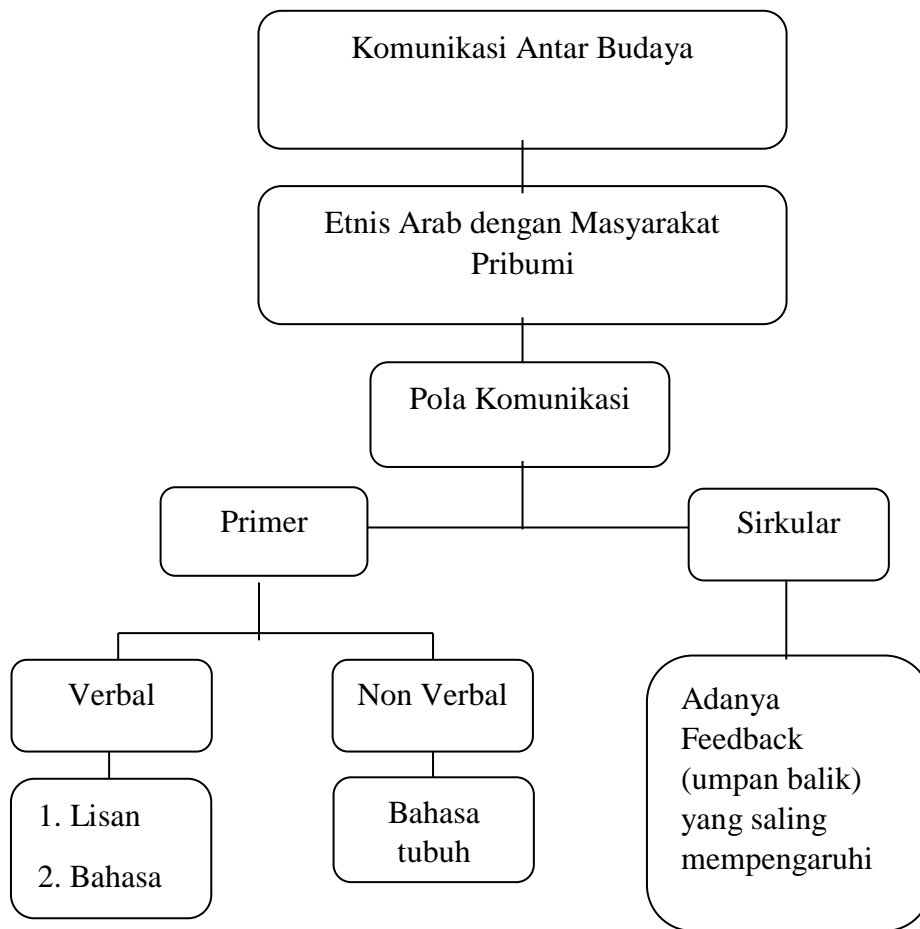 Komunikasi Antar Budaya
Etnis Arab dengan Masyarakat
Pribumi
Pola Komunikasi
Primer
Sirkular
Verbal
Non Verbal
1. Lisan
2. Bahasa
Bahasa
tubuh
Adanya
Feedback
(umpan balik)
yang saling
mempengaruhi